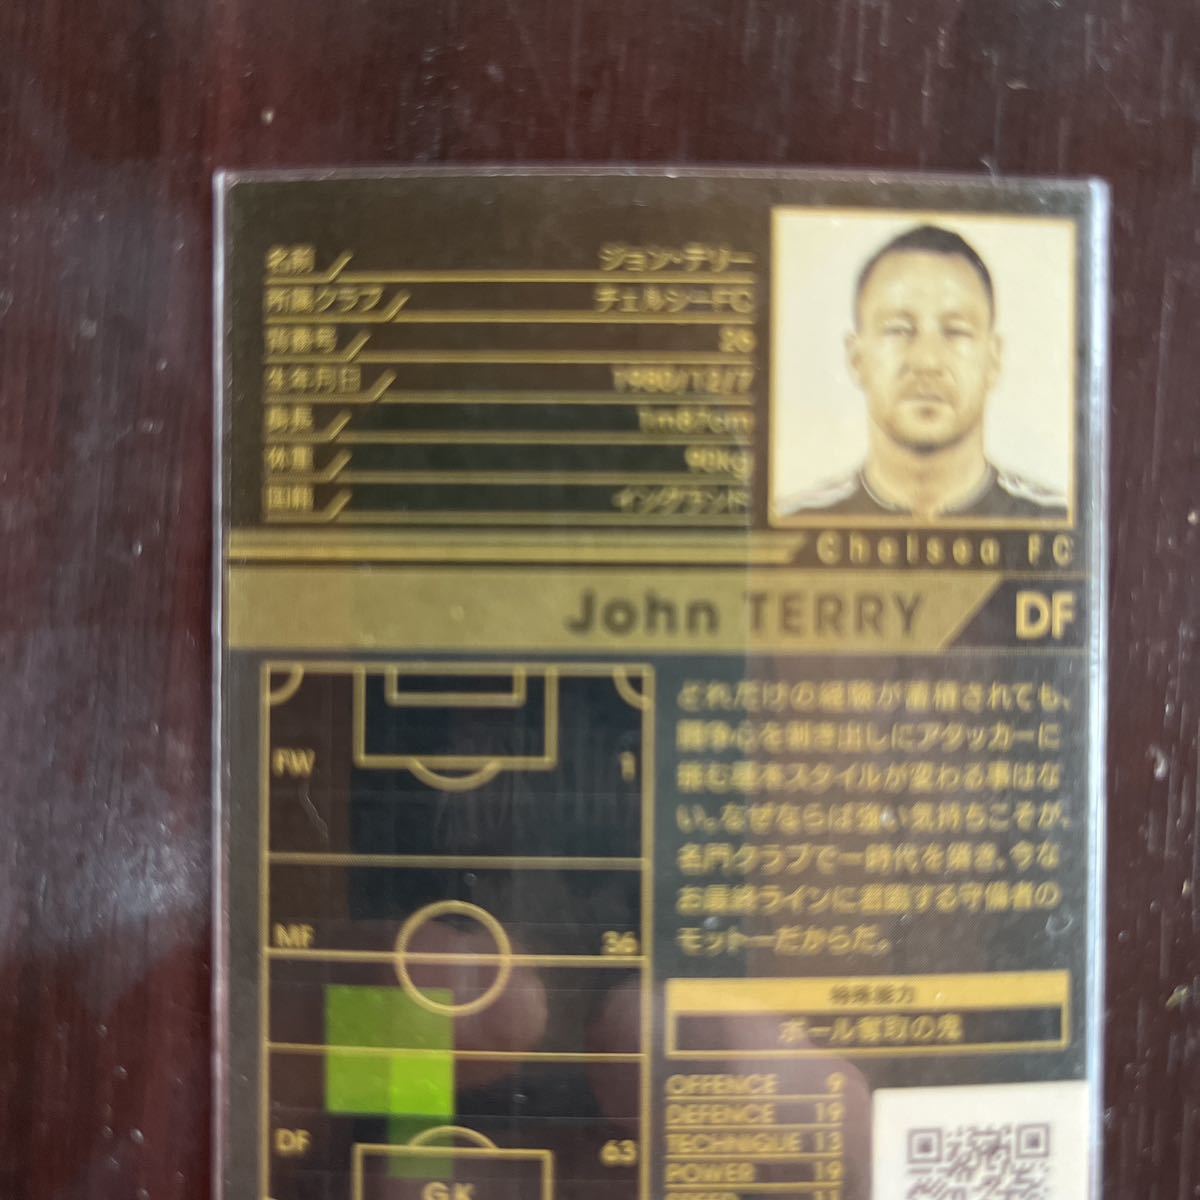 名前 ジョン・テリー
所属クラブ チェルシーFC
背番号 26
生年月日 1980/12/7
身長 1m87cm
体重 90kg
国籍 イングランド
Chelsea FC
John TERRY DF
どれだけの経験が蓄積されても、
闘争心を剥き出しにアタッカーに
挑む基本スタイルが変わる事はな
い。なぜならば強い気持ちこそが、
名門クラブで一時代を築き、今な
お最終ラインに君臨する守備者の
モットーだからだ。
特殊能力
ボール奪取の鬼
FW 1
MF 36
DF 63
GK
OFFENCE 9
DEFENCE 19
TECHNIQUE 13
POWER 19
SPEED 11